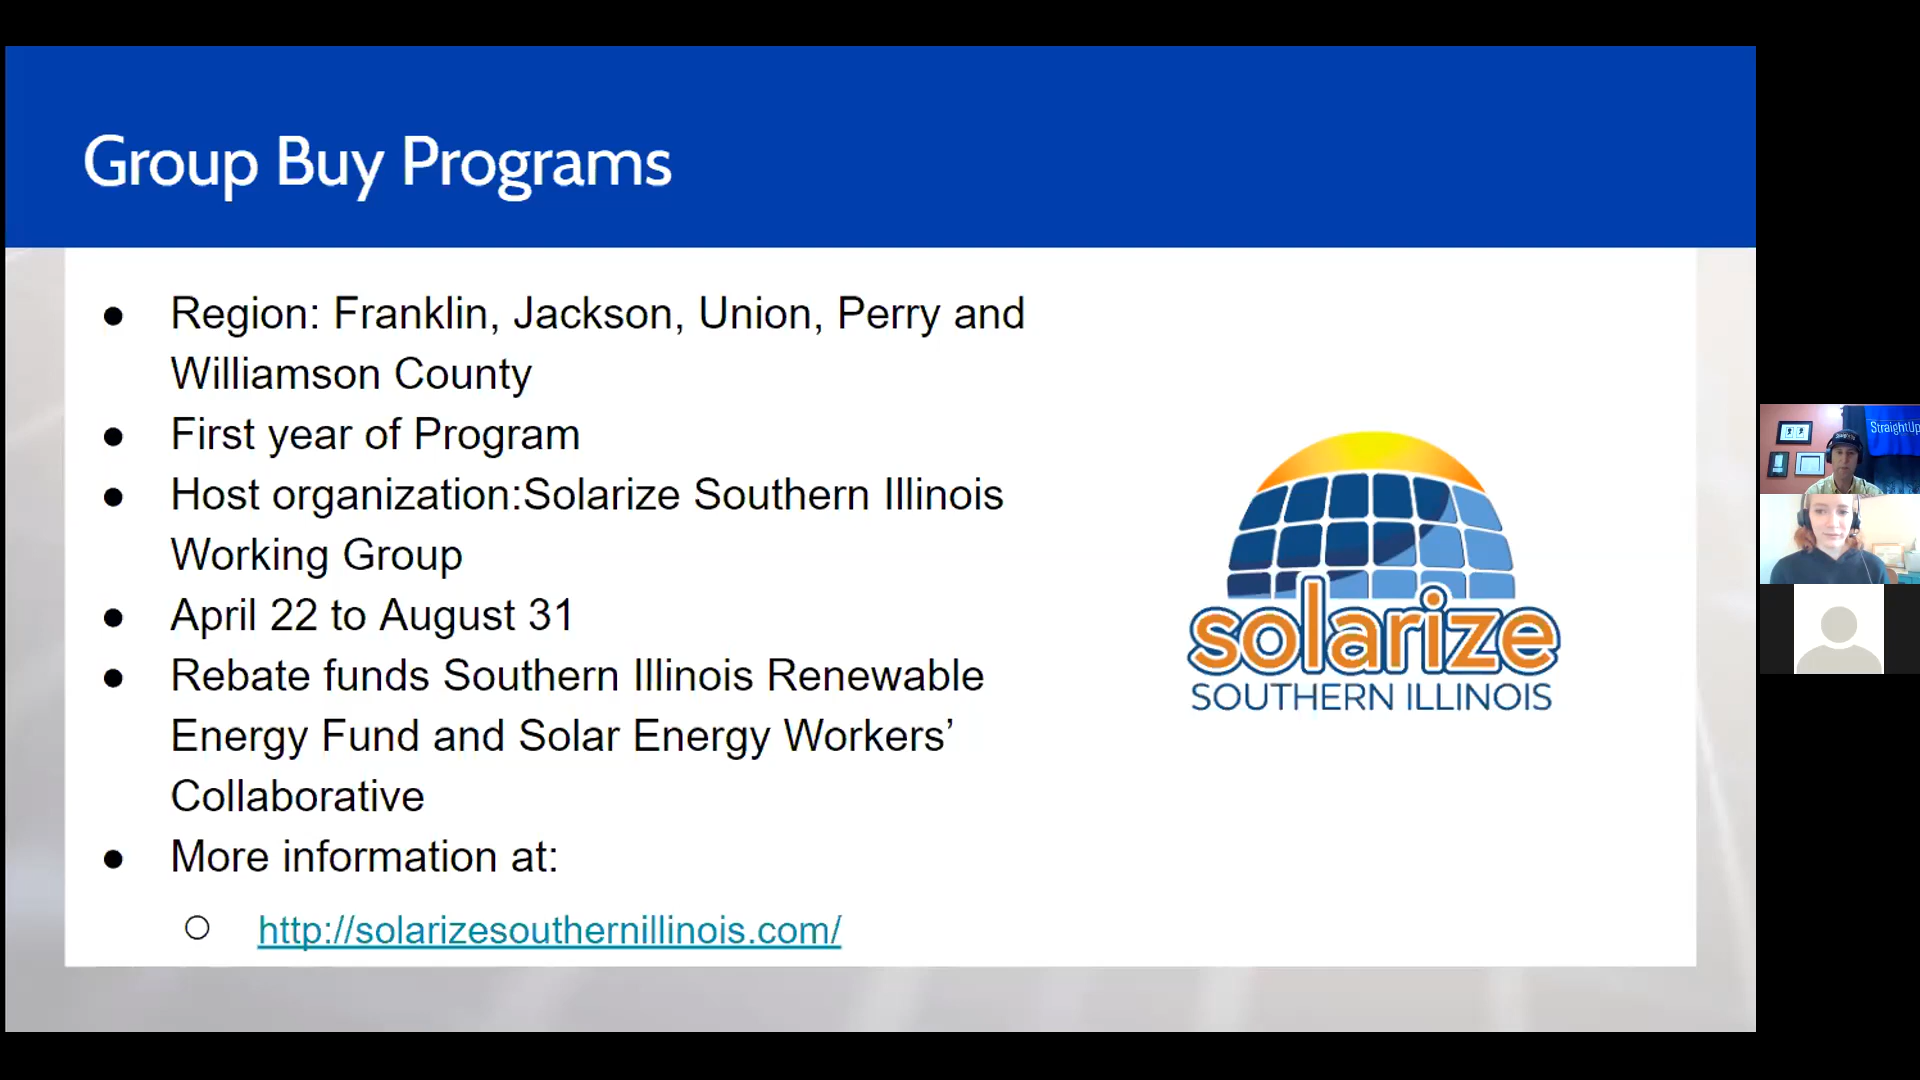 Group Buy Programs
● Region: Franklin, Jackson, Union, Perry and
Williamson County
● First year of Program
● Host organization:Solarize Southern Illinois
Working Group
● April 22 to August 31
● Rebate funds Southern Illinois Renewable
Energy Fund and Solar Energy Workers’
Collaborative
● More information at:
○ http://solarizesouthernillinois.com/
solarize
SOUTHERN ILLINOIS
StraightUp